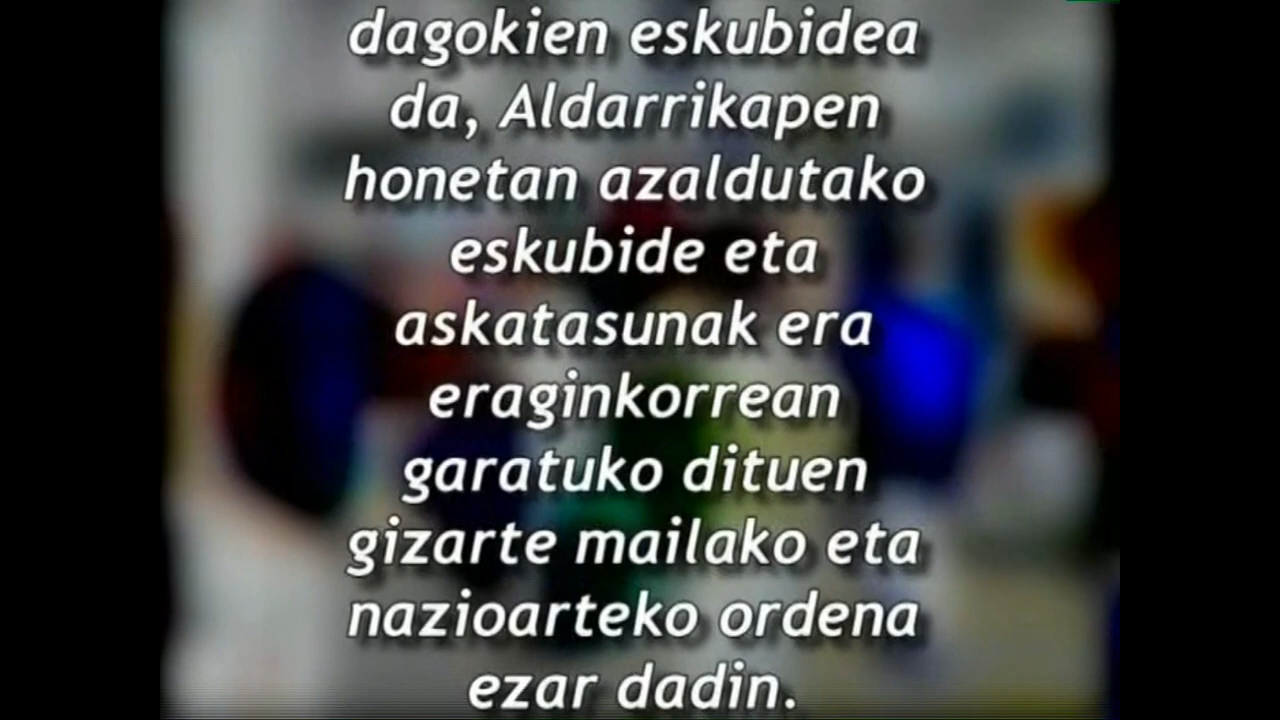 dagokien eskubidea
da, Aldarrikapen
honetan azaldutako
eskubide eta
askatasunak era
eraginkorrean
garatuko dituen
gizarte mailako eta
nazioarteko ordena
ezar dadin.